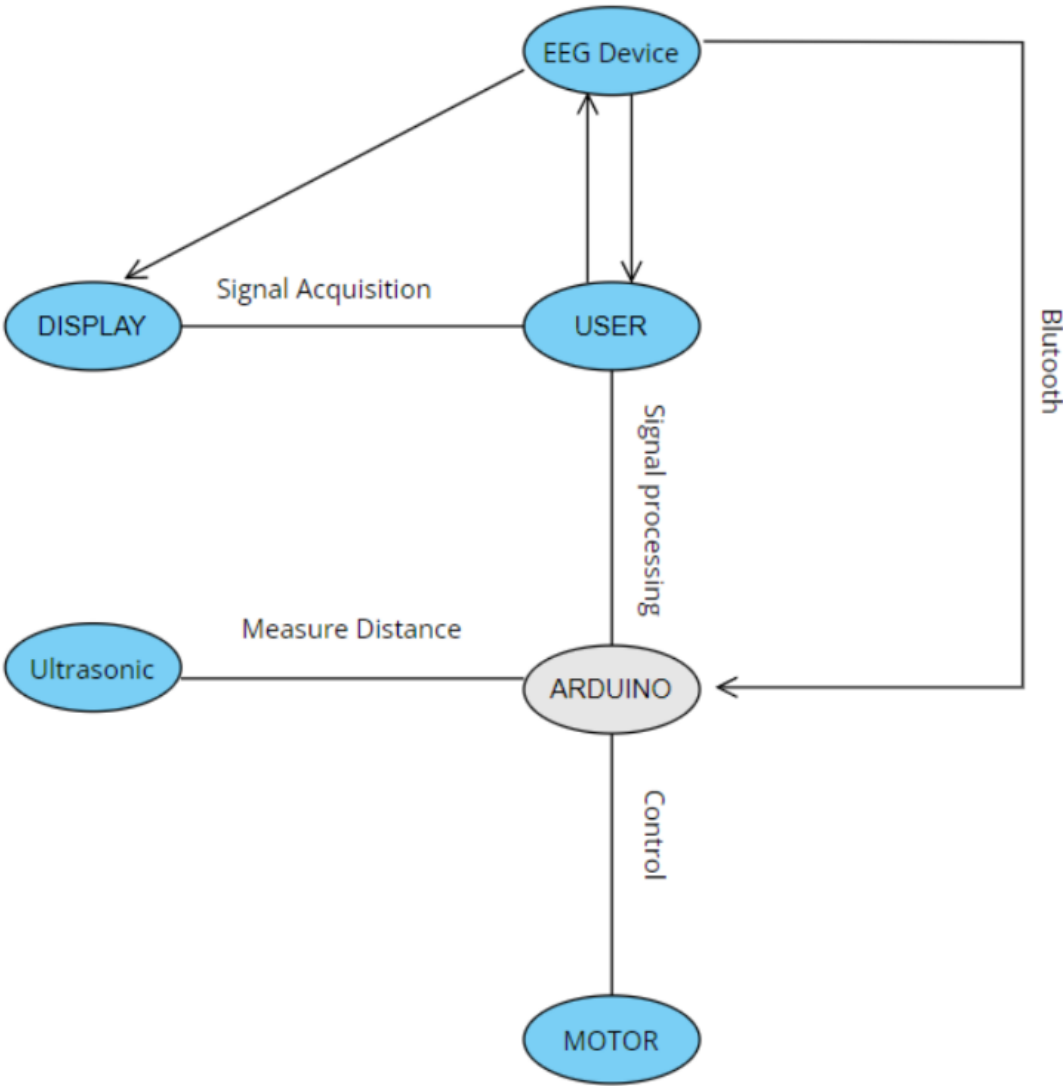 EEG Device
Signal Acquisition
DISPLAY
USER
Blutooth
Signal processing
Measure Distance
Ultrasonic
ARDUINO
Control
MOTOR